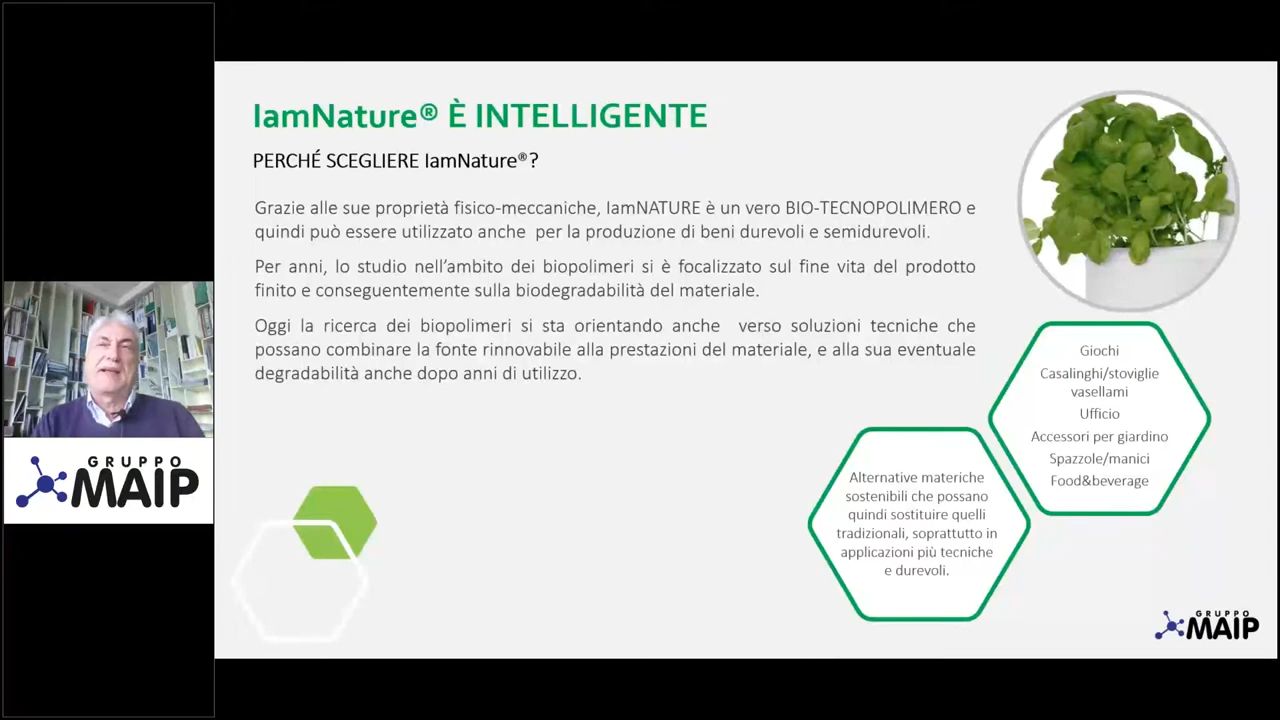 IamNature® È INTELLIGENTE
PERCHÉ SCEGLIERE IamNature®?
Grazie alle sue proprietà fisico-meccaniche, IamNATURE è un vero BIO-TECNOPOLIMERO e
quindi può essere utilizzato anche per la produzione di beni durevoli e semidurevoli.
Per anni, lo studio nell'ambito dei biopolimeri si è focalizzato sul fine vita del prodotto
finito e conseguentemente sulla biodegradabilità del materiale.
Oggi la ricerca dei biopolimeri si sta orientando anche verso soluzioni tecniche che
possano combinare la fonte rinnovabile alla prestazioni del materiale, e alla sua eventuale
degradabilità anche dopo anni di utilizzo.
Giochi
Casalinghi/stoviglie
vasellami
Ufficio
Accessori per giardino
Spazzole/manici
Food&beverage
Alternative materiche
sostenibili che possano
quindi sostituire quelli
tradizionali, soprattutto in
applicazioni più tecniche
e durevoli.
GRUPPO
MAIP
GRUPPO
MAIP